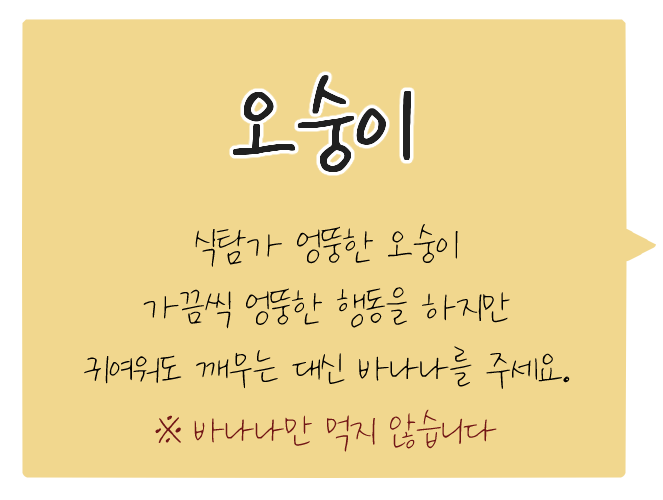 오숭이
식탐가 엉뚱한 오숭이
가끔씩 엉뚱한 행동을 하지만
귀여워도 깨무는 대신 바나나를 주세요.
※ 바나나만 먹지 않습니다